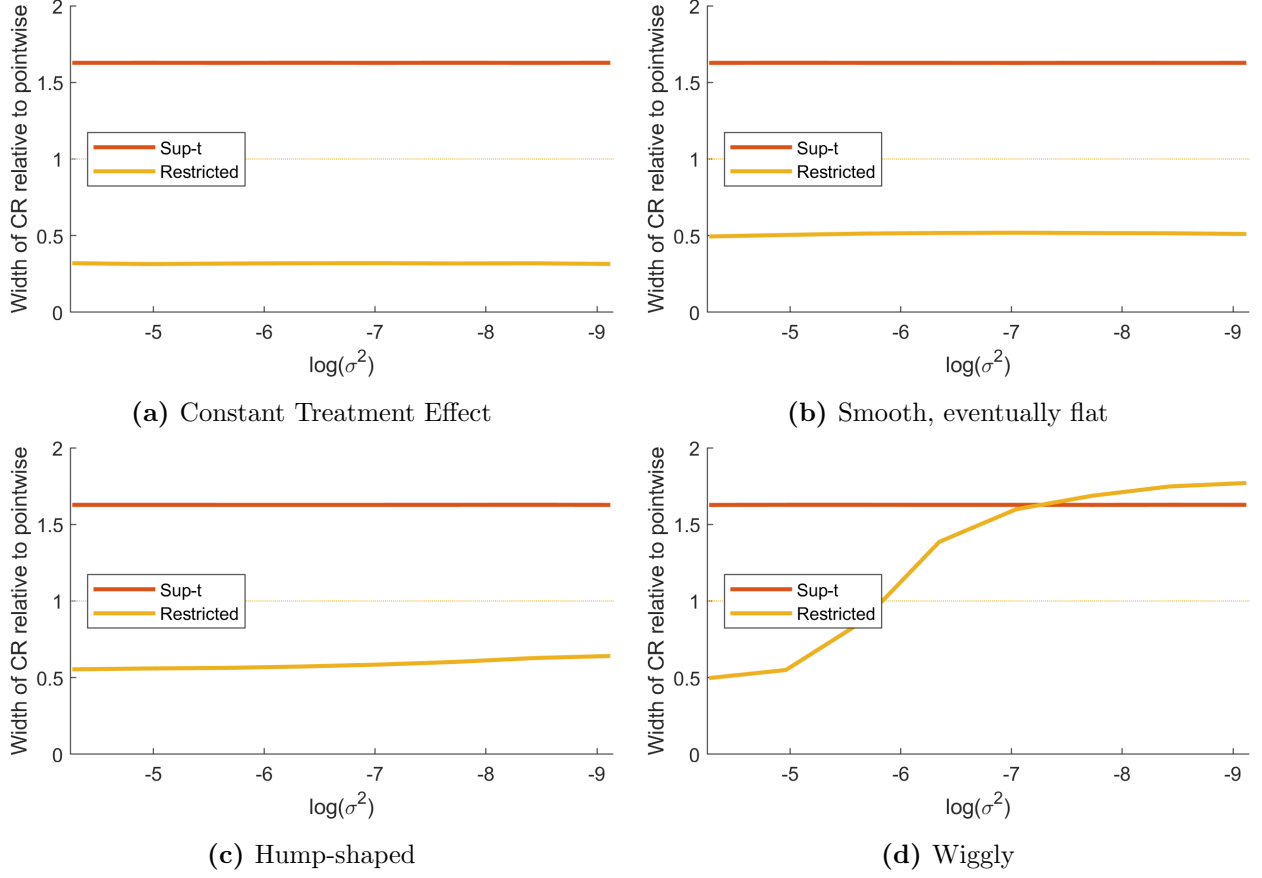 Width of CR relative to pointwise
2
1.5
1
0.5
0
Sup-t
Restricted
-5 -6 -7 -8 -9
log(σ²)
(a) Constant Treatment Effect
Width of CR relative to pointwise
2
1.5
1
0.5
0
Sup-t
Restricted
-5 -6 -7 -8 -9
log(σ²)
(b) Smooth, eventually flat
Width of CR relative to pointwise
2
1.5
1
0.5
0
Sup-t
Restricted
-5 -6 -7 -8 -9
log(σ²)
(c) Hump-shaped
Width of CR relative to pointwise
2
1.5
1
0.5
0
Sup-t
Restricted
-5 -6 -7 -8 -9
log(σ²)
(d) Wiggly